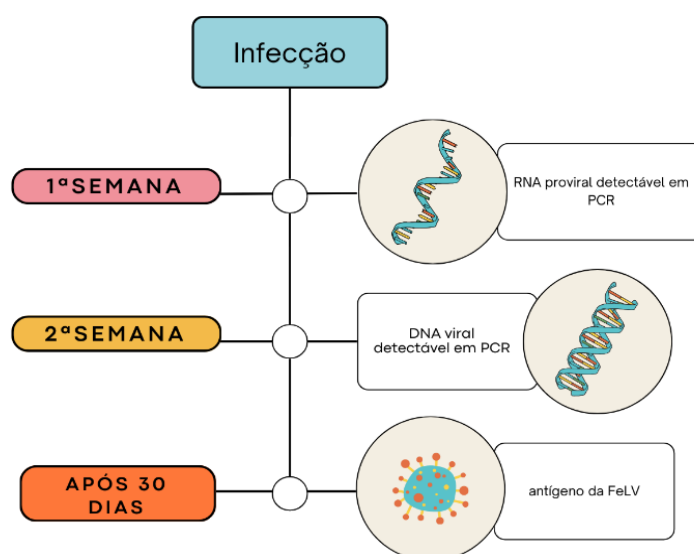 Infecção
1ªSEMANA
RNA proviral detectável em
PCR
2ªSEMANA
DNA viral
detectável em PCR
APÓS 30
DIAS
antígeno da FeLV